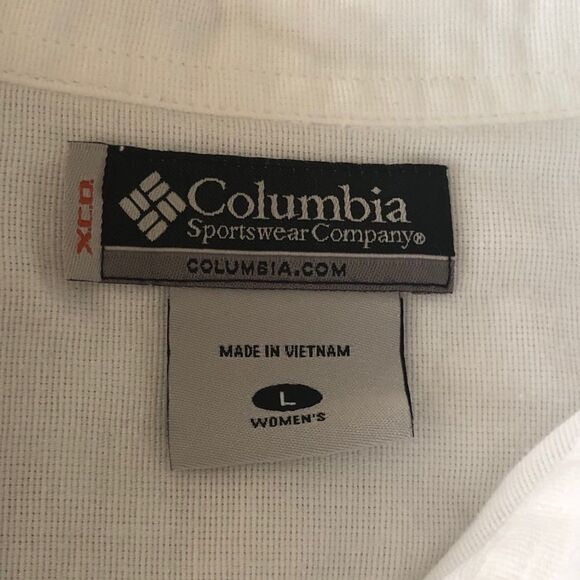 XCO
Columbia
Sportswear Company®
COLUMBIA.COM
MADE IN VIETNAM
L
WOMEN'S